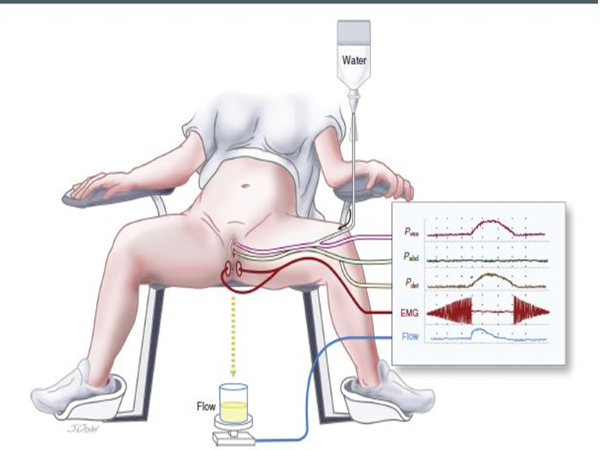 Water
Pves
Pabd
Pdet
EMG
Flow
Flow